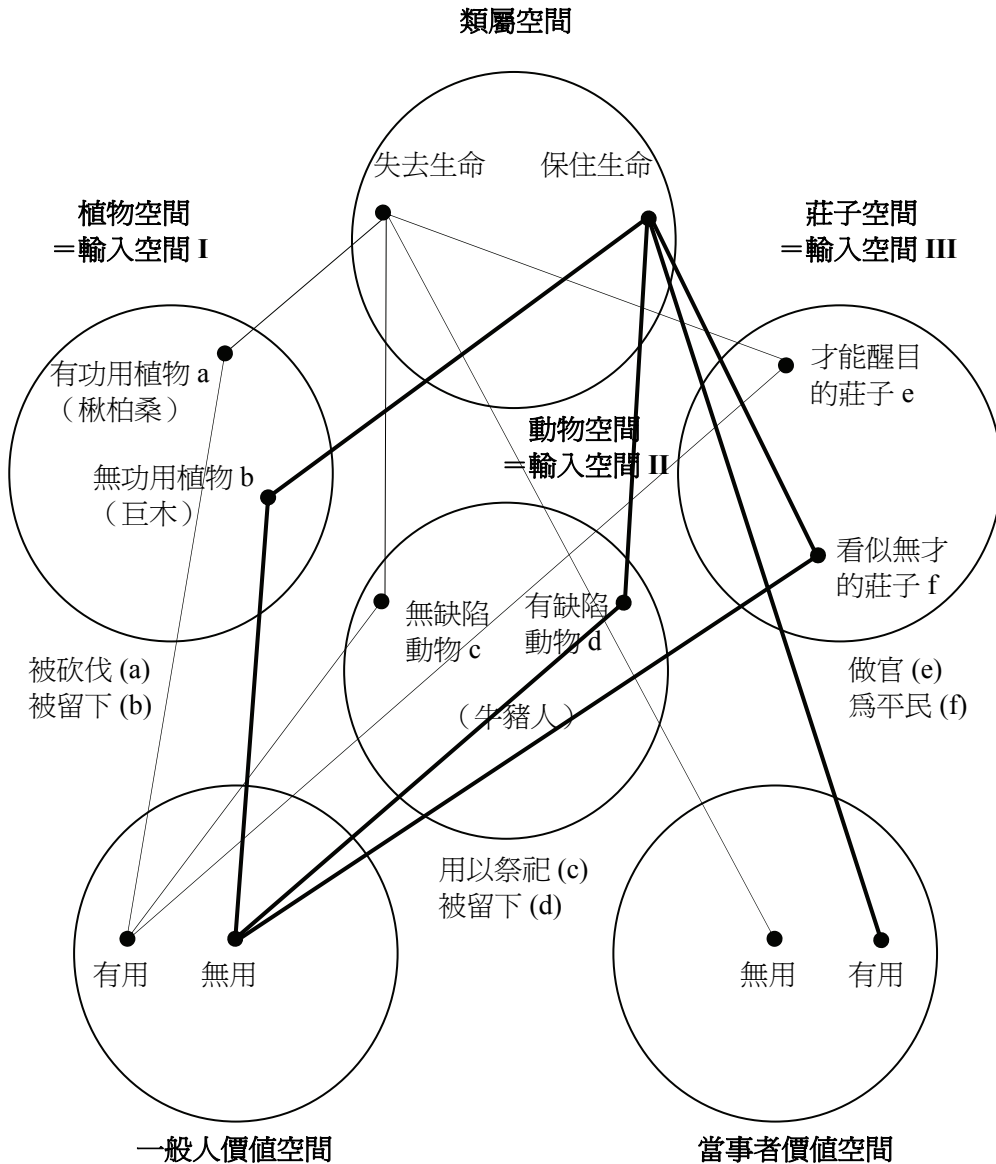 類屬空間
失去生命
保住生命
植物空間
＝輸入空間 I
莊子空間
＝輸入空間 III
有功用植物 a
（楸柏桑）
無功用植物 b
（巨木）
才能醒目
的莊子 e
動物空間
＝輸入空間 II
看似無才
的莊子 f
無缺陷
動物 c
有缺陷
動物 d
（牛豬人）
被砍伐 (a)
被留下 (b)
做官 (e)
爲平民 (f)
用以祭祀 (c)
被留下 (d)
有用
無用
無用
有用
一般人價值空間
當事者價值空間